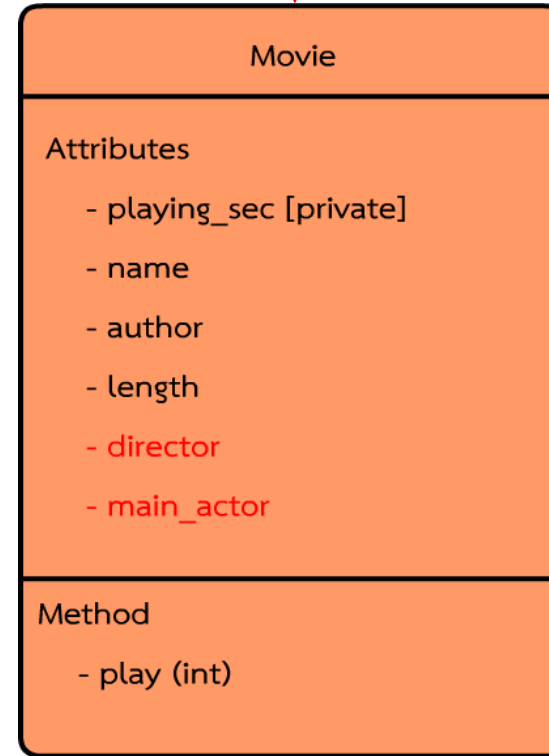 Movie
Attributes
- playing_sec [private]
- name
- author
- length
- director
- main_actor
Method
- play (int)